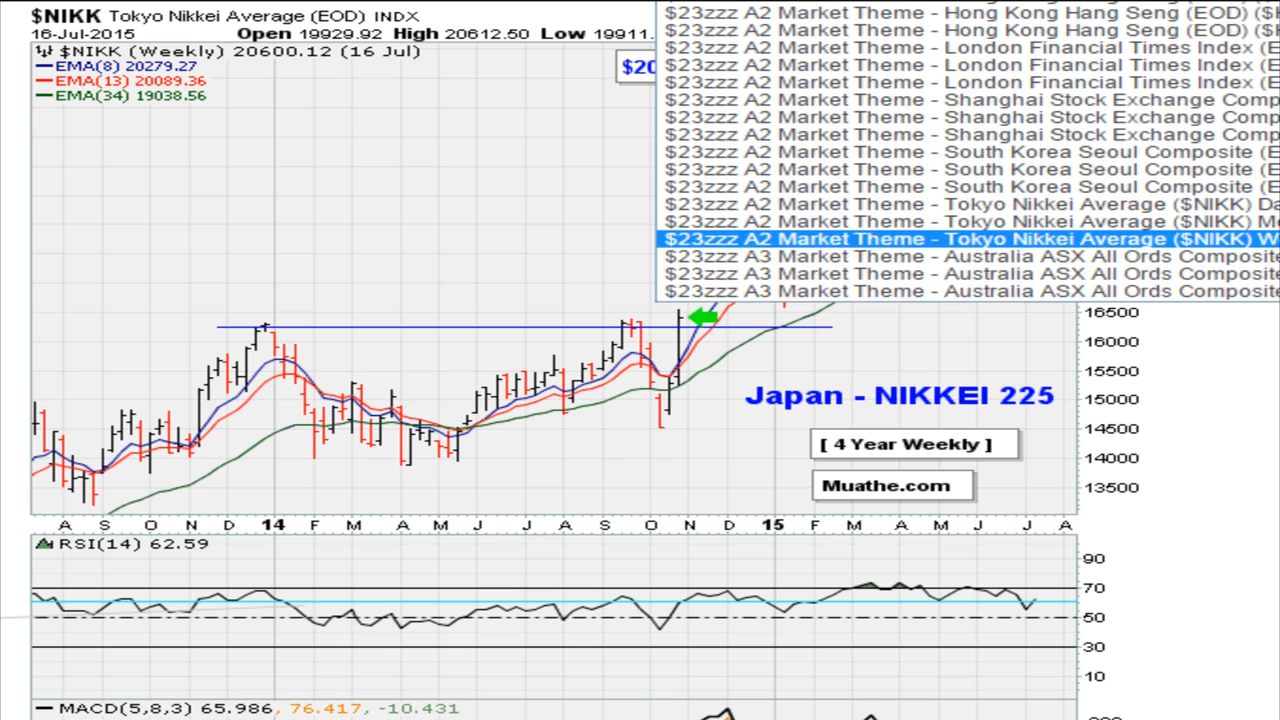 $NIKK Tokyo Nikkei Average (EOD) INDX
16-Jul-2015 Open 19929.92 High 20612.50 Low 19911.
$NIKK (Weekly) 20600.12 (16 Jul)
EMA(8) 20279.27
EMA(13) 20089.36
EMA(34) 19038.56
$20
$23zzz A2 Market Theme - Hong Kong Hang Seng (EOD) ($H
$23zzz A2 Market Theme - Hong Kong Hang Seng (EOD) ($H
$23zzz A2 Market Theme - London Financial Times Index (E
$23zzz A2 Market Theme - London Financial Times Index (E
$23zzz A2 Market Theme - London Financial Times Index (E
$23zzz A2 Market Theme - Shanghai Stock Exchange Comp
$23zzz A2 Market Theme - Shanghai Stock Exchange Comp
$23zzz A2 Market Theme - Shanghai Stock Exchange Comp
$23zzz A2 Market Theme - South Korea Seoul Composite (E
$23zzz A2 Market Theme - South Korea Seoul Composite (E
$23zzz A2 Market Theme - South Korea Seoul Composite (E
$23zzz A2 Market Theme - Tokyo Nikkei Average ($NIKK) Da
$23zzz A2 Market Theme - Tokyo Nikkei Average ($NIKK) Mo
$23zzz A2 Market Theme - Tokyo Nikkei Average ($NIKK) W
$23zzz A3 Market Theme - Australia ASX All Ords Composite
$23zzz A3 Market Theme - Australia ASX All Ords Composite
$23zzz A3 Market Theme - Australia ASX All Ords Composite
16500
16000
15500
15000
14500
14000
13500
Japan - NIKKEI 225
[ 4 Year Weekly ]
Muathe.com
A S O N D 14 F M A M J J A S O N D 15 F M A M J J A
RSI(14) 62.59
90
70
50
30
10
MACD(5,8,3) 65.986, 76.417, -10.431